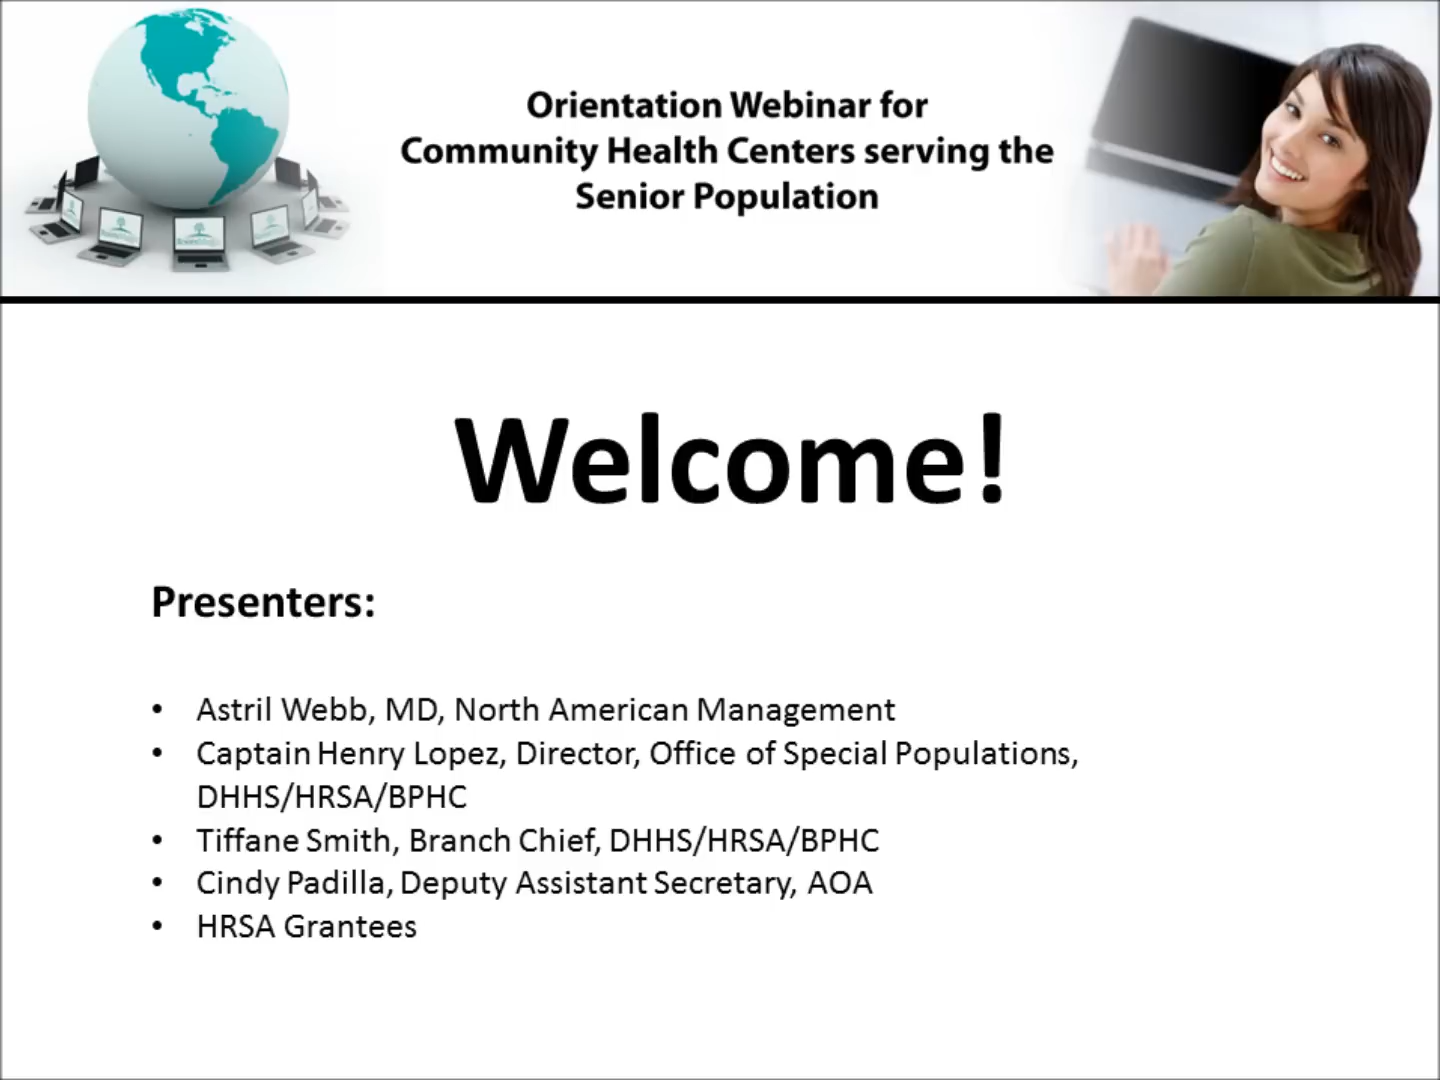 Orientation Webinar for
Community Health Centers serving the
Senior Population
Welcome!
Presenters:
• Astril Webb, MD, North American Management
• Captain Henry Lopez, Director, Office of Special Populations,
DHHS/HRSA/BPHC
• Tiffane Smith, Branch Chief, DHHS/HRSA/BPHC
• Cindy Padilla, Deputy Assistant Secretary, AOA
• HRSA Grantees